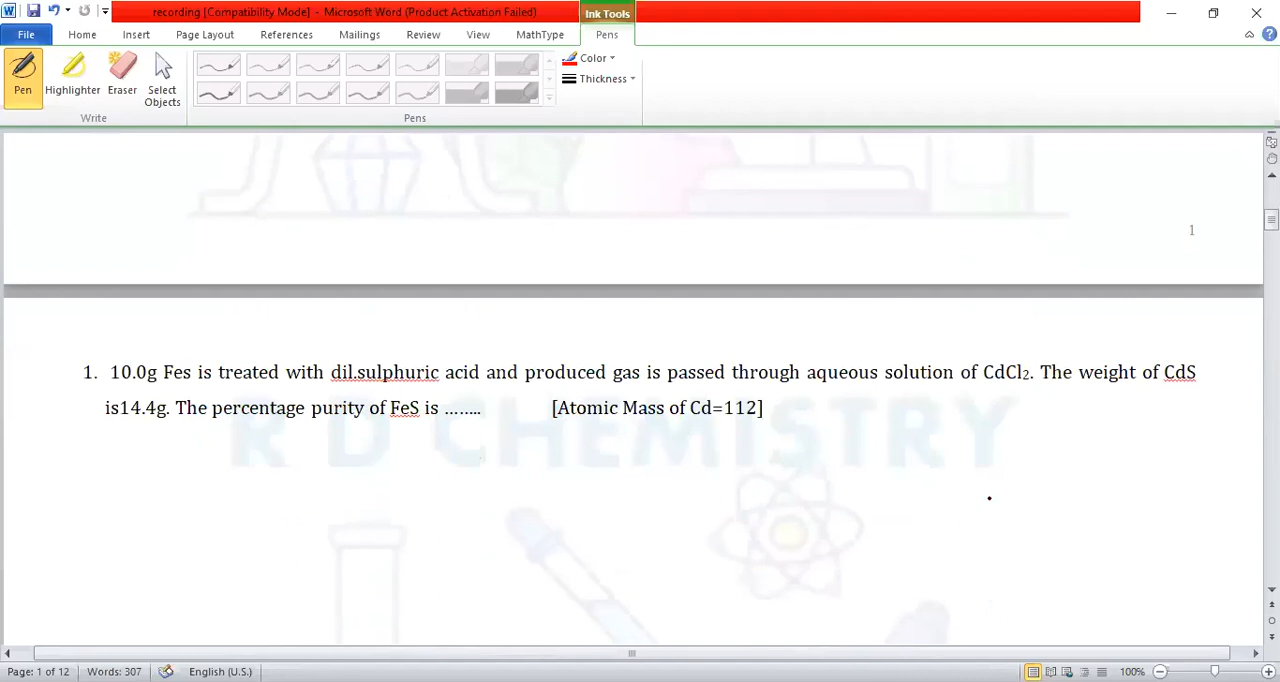 recording [Compatibility Mode] - Microsoft Word (Product Activation Failed)
Ink Tools
File Home Insert Page Layout References Mailings Review View MathType Pens
Pen Highlighter Eraser Select Objects
Color
Thickness
Write Pens
1
1. 10.0g Fes is treated with dil.sulphuric acid and produced gas is passed through aqueous solution of CdCl₂. The weight of CdS
is14.4g. The percentage purity of FeS is ........ [Atomic Mass of Cd=112]
R D CHEMISTRY
Page: 1 of 12 Words: 307 English (U.S.) 100%